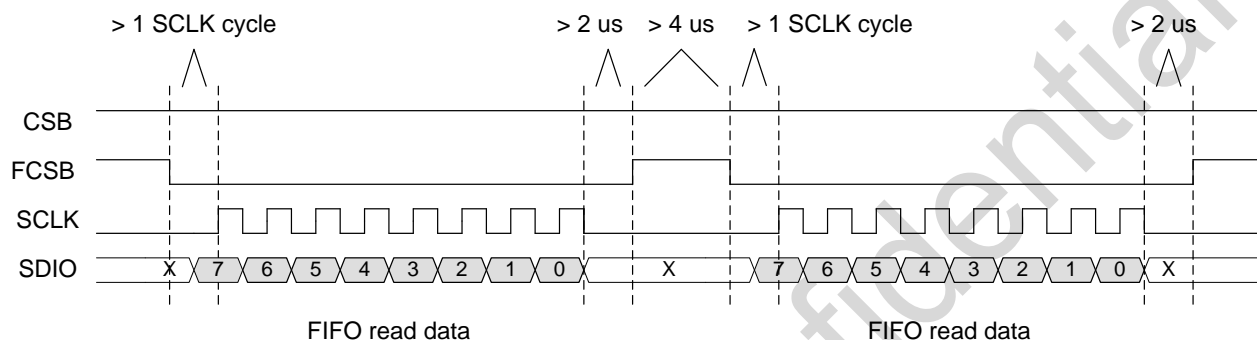 > 1 SCLK cycle > 2 us > 4 us > 1 SCLK cycle > 2 us
CSB
FCSB
SCLK
SDIO X 7 6 5 4 3 2 1 0 X 7 6 5 4 3 2 1 0 X
FIFO read data FIFO read data
fidential